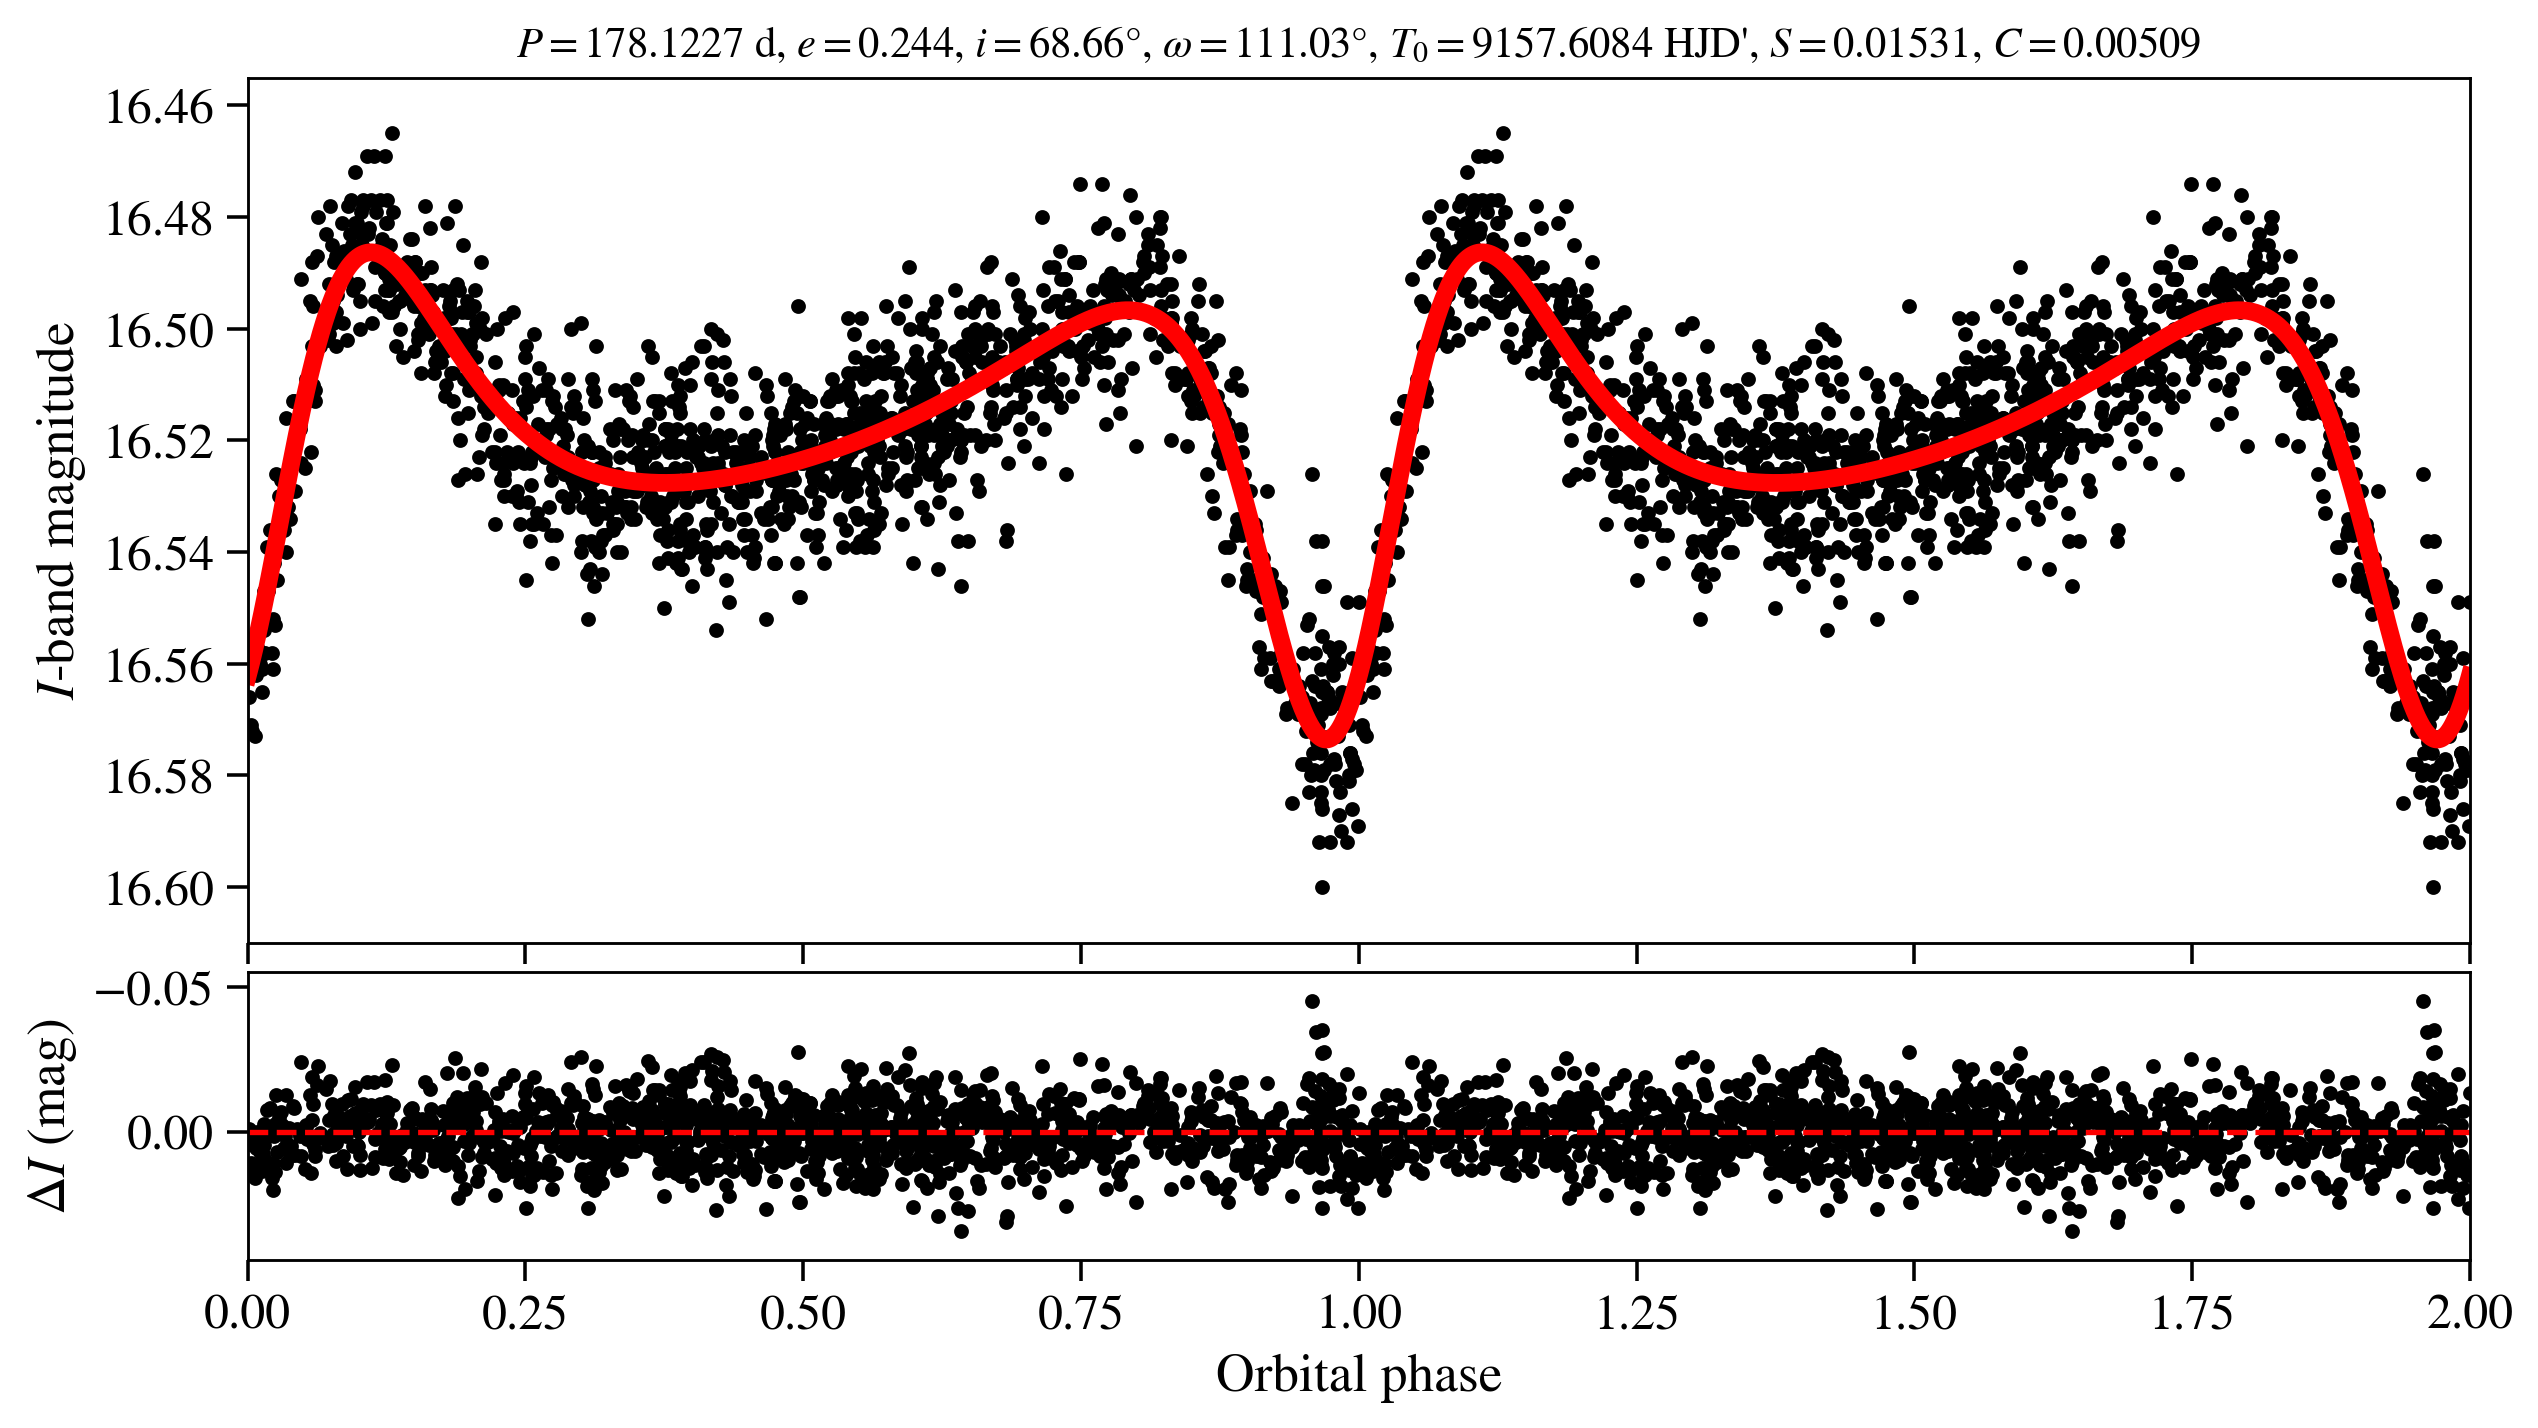 P = 178.1227 d, e = 0.244, i = 68.66°, ω = 111.03°, T₀ = 9157.6084 HJD', S = 0.01531, C = 0.00509
16.46
16.48
16.50
16.52
16.54
16.56
16.58
16.60
I-band magnitude
−0.05
0.00
ΔI (mag)
0.00 0.25 0.50 0.75 1.00 1.25 1.50 1.75 2.00
Orbital phase